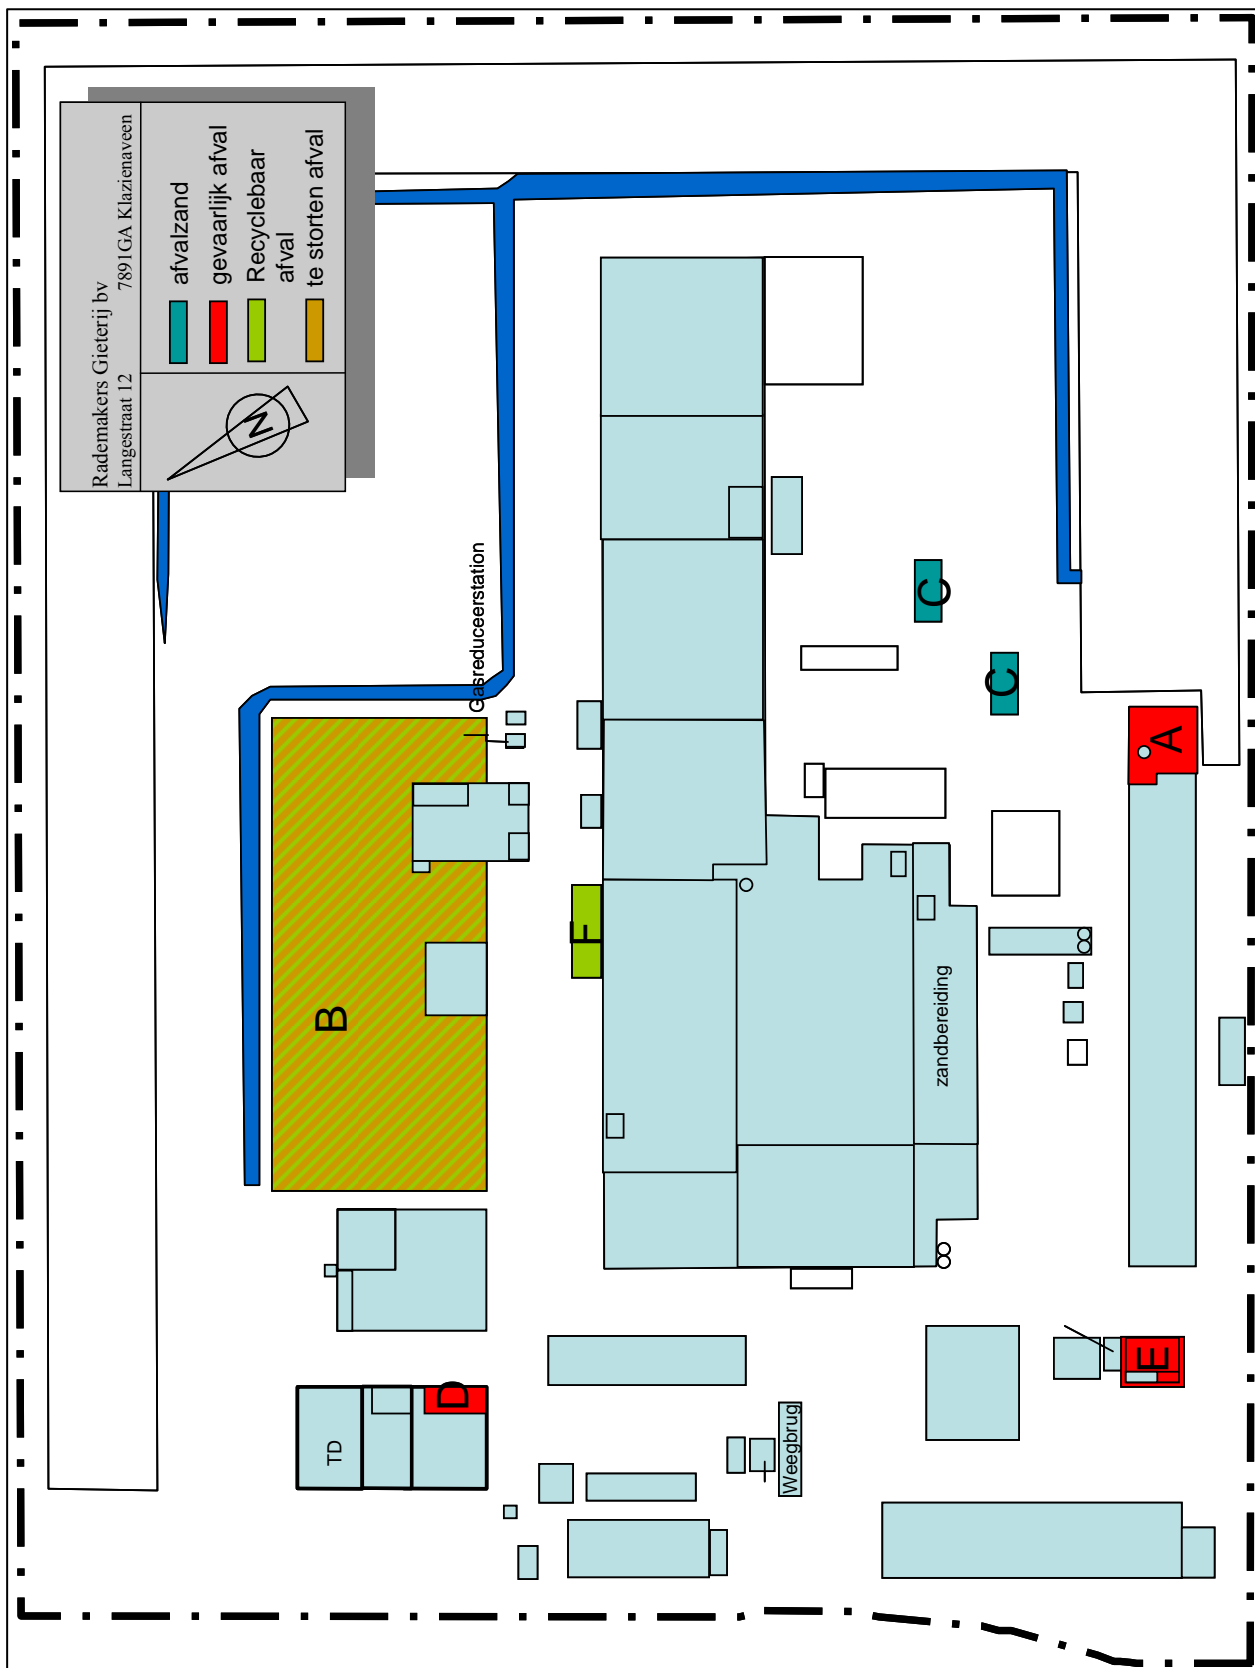 Rademakers Gieterij bv
Langestraat 12 7891GA Klazienaveen
afvalzand
gevaarlijk afval
Recyclebaar
afval
te storten afval
N
Gasreduceerstation
C
C
A
B
F
zandbereiding
D
E
TD
Weegbrug